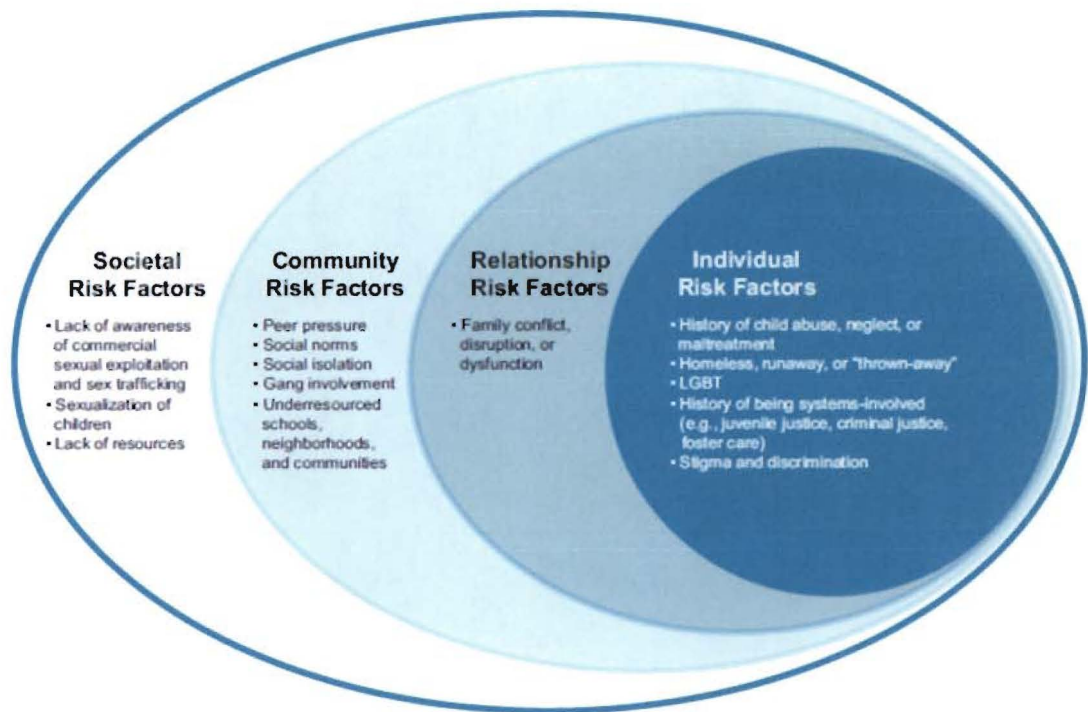 Societal
Risk Factors
• Lack of awareness
of commercial
sexual exploitation
and sex trafficking
• Sexualization of
children
• Lack of resources
Community
Risk Factors
• Peer pressure
• Social norms
• Social isolation
• Gang involvement
• Underresourced
schools,
neighborhoods,
and communities
Relationship
Risk Factors
• Family conflict,
disruption, or
dysfunction
Individual
Risk Factors
• History of child abuse, neglect, or
maltreatment
• Homeless, runaway, or "thrown-away"
• LGBT
• History of being systems-involved
(e.g., juvenile justice, criminal justice,
foster care)
• Stigma and discrimination